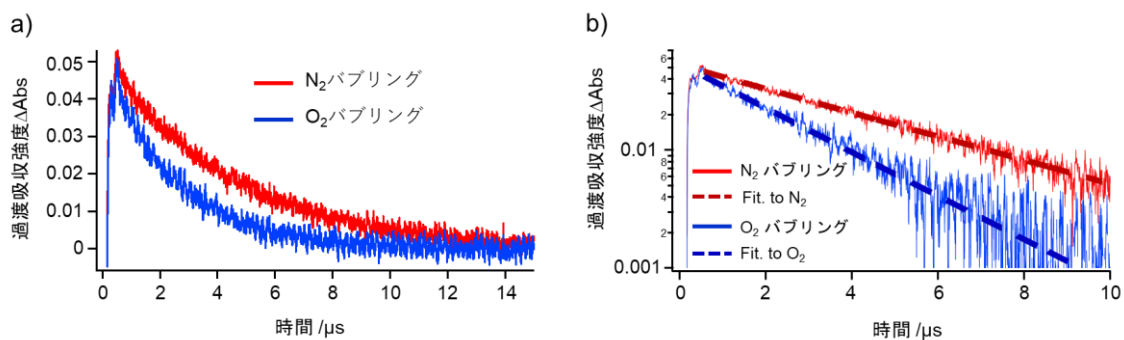 a)
過渡吸収強度ΔAbs
0.05
0.04
0.03
0.02
0.01
0
N₂バブリング
O₂バブリング
0 2 4 6 8 10 12 14
時間 /μs
b)
過渡吸収強度ΔAbs
6
4
2
0.01
8
6
4
2
0.001
N₂ バブリング
Fit. to N₂
O₂ バブリング
Fit. to O₂
0 2 4 6 8 10
時間 /μs